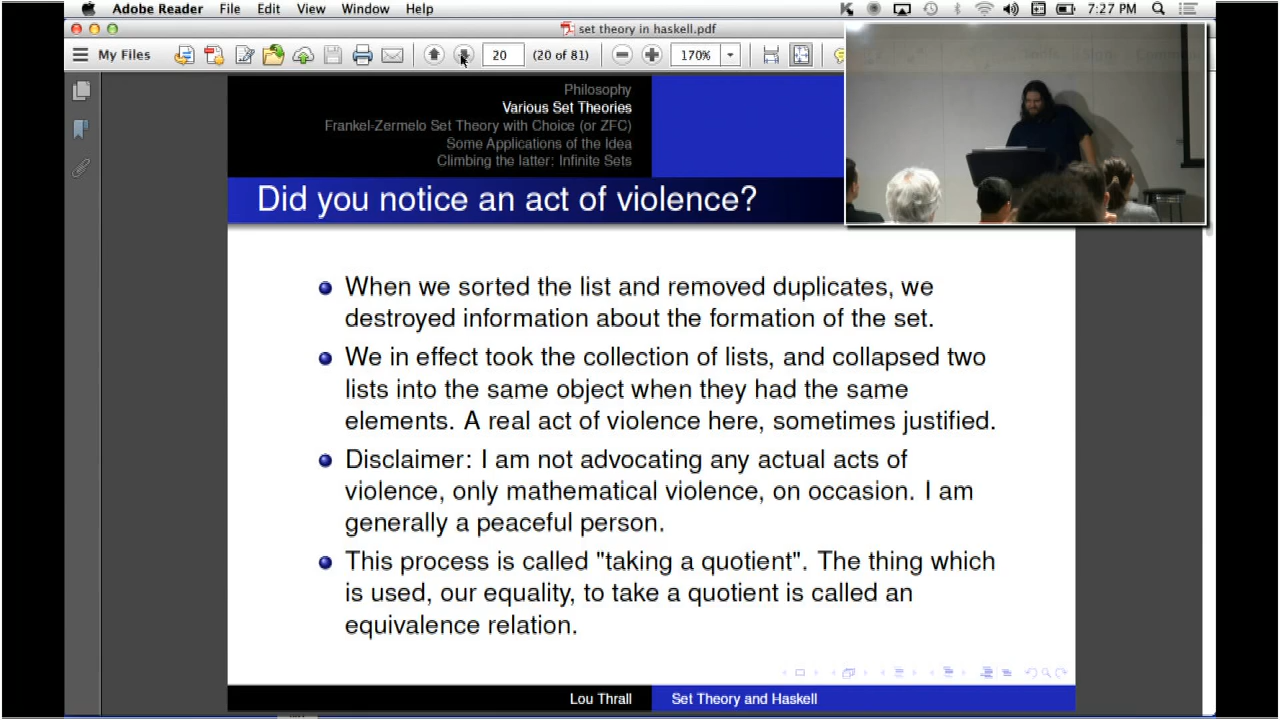 Adobe Reader File Edit View Window Help 7:27 PM
set theory in haskell.pdf
My Files 20 (20 of 81) 170%
Philosophy
Various Set Theories
Frankel-Zermelo Set Theory with Choice (or ZFC)
Some Applications of the Idea
Climbing the latter: Infinite Sets
Did you notice an act of violence?
When we sorted the list and removed duplicates, we
destroyed information about the formation of the set.
We in effect took the collection of lists, and collapsed two
lists into the same object when they had the same
elements. A real act of violence here, sometimes justified.
Disclaimer: I am not advocating any actual acts of
violence, only mathematical violence, on occasion. I am
generally a peaceful person.
This process is called "taking a quotient". The thing which
is used, our equality, to take a quotient is called an
equivalence relation.
Lou Thrall Set Theory and Haskell